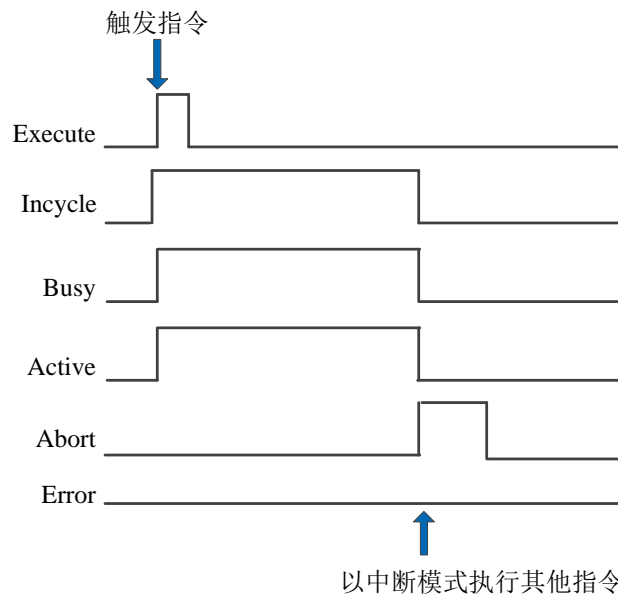 触发指令
Execute
Incycle
Busy
Active
Abort
Error
以中断模式执行其他指令